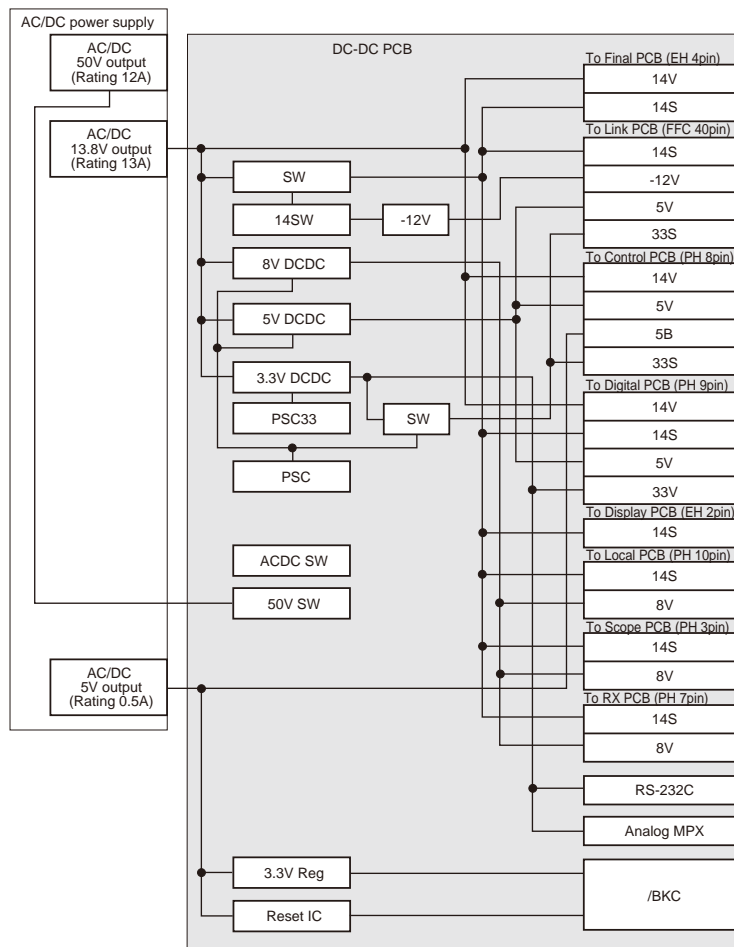 AC/DC power supply
AC/DC
50V output
(Rating 12A)
AC/DC
13.8V output
(Rating 13A)
AC/DC
5V output
(Rating 0.5A)
DC-DC PCB
SW
14SW
-12V
8V DCDC
5V DCDC
3.3V DCDC
PSC33
SW
PSC
ACDC SW
50V SW
3.3V Reg
Reset IC
To Final PCB (EH 4pin)
14V
14S
To Link PCB (FFC 40pin)
14S
-12V
5V
33S
To Control PCB (PH 8pin)
14V
5V
5B
33S
To Digital PCB (PH 9pin)
14V
14S
5V
33V
To Display PCB (EH 2pin)
14S
To Local PCB (PH 10pin)
14S
8V
To Scope PCB (PH 3pin)
14S
8V
To RX PCB (PH 7pin)
14S
8V
RS-232C
Analog MPX
/BKC